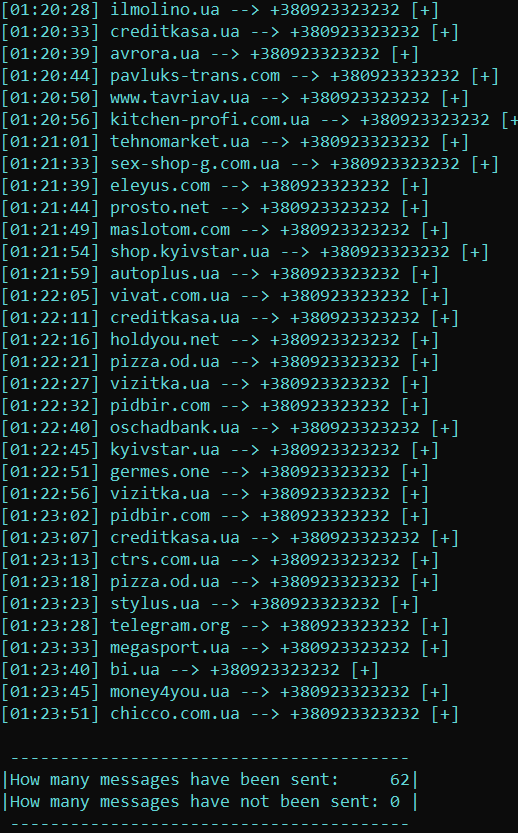 [01:20:28] ilmolino.ua --> +380923323232 [+]
[01:20:33] creditkasa.ua --> +380923323232 [+]
[01:20:39] avrora.ua --> +380923323232 [+]
[01:20:44] pavluks-trans.com --> +380923323232 [+]
[01:20:50] www.tavriav.ua --> +380923323232 [+]
[01:20:56] kitchen-profi.com.ua --> +380923323232 [+
[01:21:01] tehnomarket.ua --> +380923323232 [+]
[01:21:33] sex-shop-g.com.ua --> +380923323232 [+]
[01:21:39] eleyus.com --> +380923323232 [+]
[01:21:44] prosto.net --> +380923323232 [+]
[01:21:49] maslotom.com --> +380923323232 [+]
[01:21:54] shop.kyivstar.ua --> +380923323232 [+]
[01:21:59] autoplus.ua --> +380923323232 [+]
[01:22:05] vivat.com.ua --> +380923323232 [+]
[01:22:11] creditkasa.ua --> +380923323232 [+]
[01:22:16] holdyou.net --> +380923323232 [+]
[01:22:21] pizza.od.ua --> +380923323232 [+]
[01:22:27] vizitka.ua --> +380923323232 [+]
[01:22:32] pidbir.com --> +380923323232 [+]
[01:22:40] oschadbank.ua --> +380923323232 [+]
[01:22:45] kyivstar.ua --> +380923323232 [+]
[01:22:51] germes.one --> +380923323232 [+]
[01:22:56] vizitka.ua --> +380923323232 [+]
[01:23:02] pidbir.com --> +380923323232 [+]
[01:23:07] creditkasa.ua --> +380923323232 [+]
[01:23:13] ctrs.com.ua --> +380923323232 [+]
[01:23:18] pizza.od.ua --> +380923323232 [+]
[01:23:23] stylus.ua --> +380923323232 [+]
[01:23:28] telegram.org --> +380923323232 [+]
[01:23:33] megasport.ua --> +380923323232 [+]
[01:23:40] bi.ua --> +380923323232 [+]
[01:23:45] money4you.ua --> +380923323232 [+]
[01:23:51] chicco.com.ua --> +380923323232 [+]
----------------------------------------
|How many messages have been sent:     62|
|How many messages have not been sent: 0 |
----------------------------------------